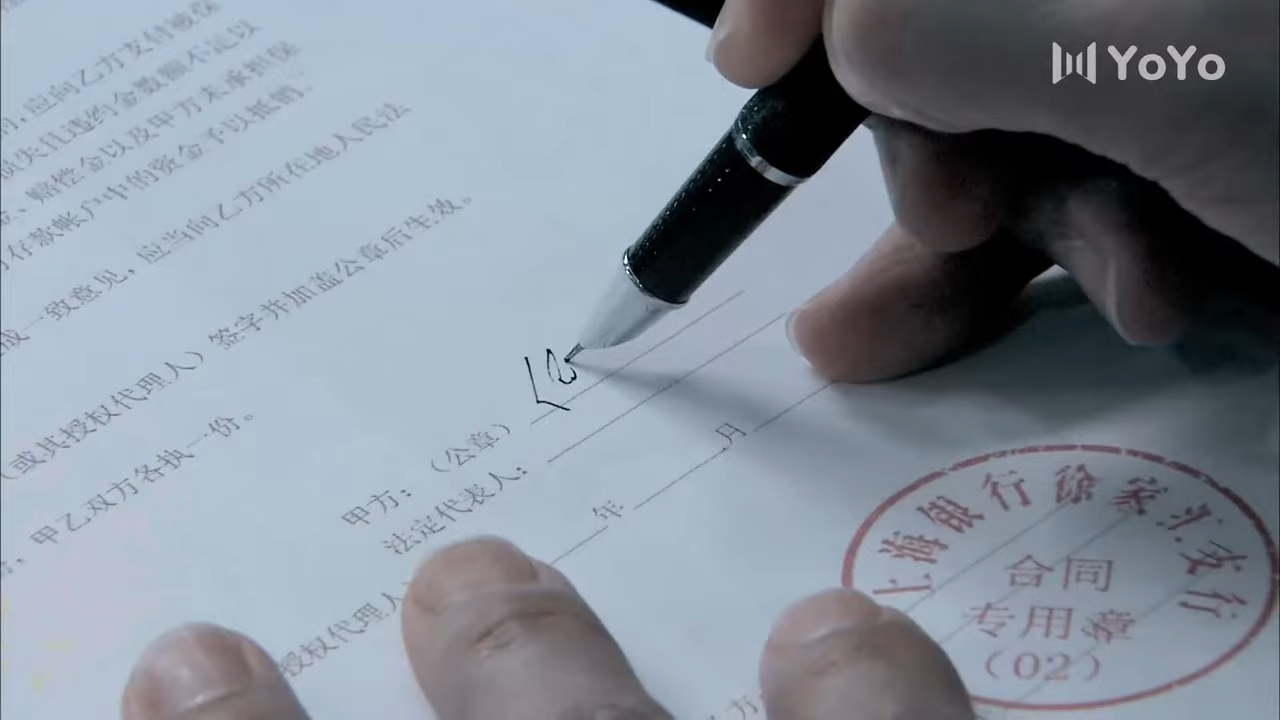 YoYo
，应向乙方支付被保
损失且违约金数额不足以
、赔偿金以及甲方未承担保
存款帐户中的资金予以抵销。
成一致意见，应当向乙方所在地人民法
（或其授权代理人）签字并加盖公章后生效。
，甲乙双方各执一份。
甲方：（公章）
法定代表人：
年 月
授权代理人
上海银行徐家汇支行
合同
专用章
（02）